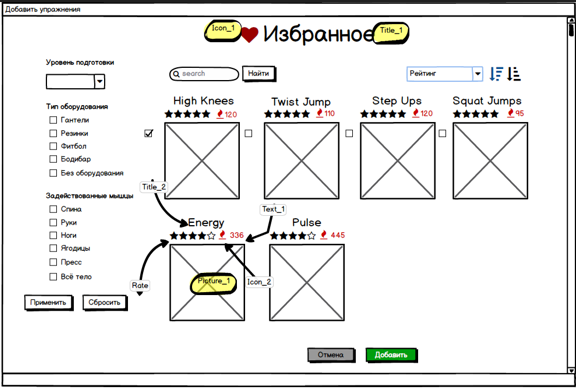 Добавить упражнения
Icon_1
Избранное
Title_1
Уровень подготовки
search
Найти
Рейтинг
Тип оборудования
Гантели
Резинки
Фитбол
Бодибар
Без оборудования
High Knees
120
Twist Jump
110
Step Ups
120
Squat Jumps
95
Задействованные мышцы
Спина
Руки
Ноги
Ягодицы
Пресс
Всё тело
Применить
Сбросить
Title_2
Text_1
Energy
336
Pulse
445
Rate
Picture_1
Icon_2
Отмена
Добавить